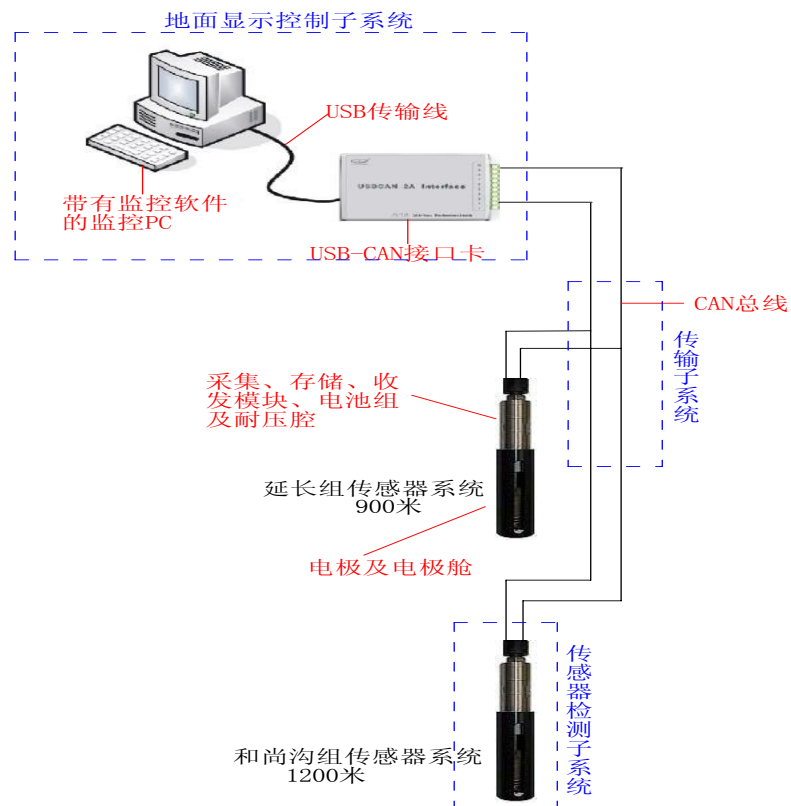 地面显示控制子系统
USB传输线
USBCAN-2A Interface
带有监控软件
的监控PC
USB-CAN接口卡
CAN总线
传输子系统
采集、存储、收
发模块、电池组
及耐压腔
延长组传感器系统
900米
电极及电极舱
传感器检测子系统
和尚沟组传感器系统
1200米